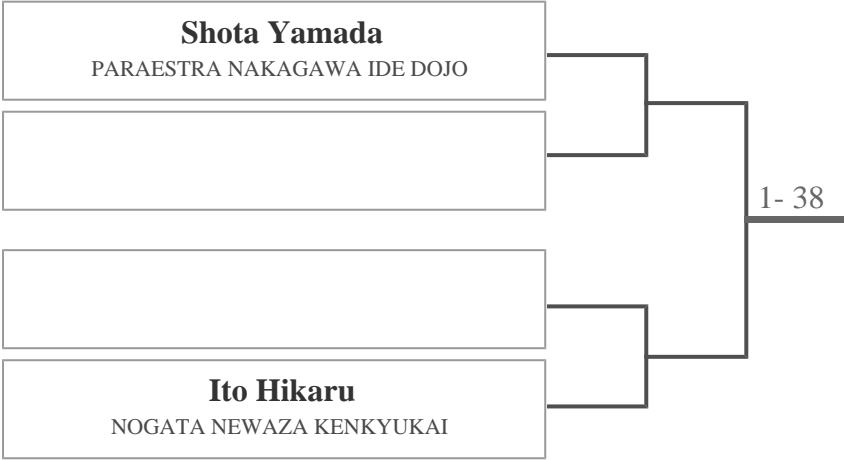 Shota Yamada
PARAESTRA NAKAGAWA IDE DOJO
1- 38
Ito Hikaru
NOGATA NEWAZA KENKYUKAI